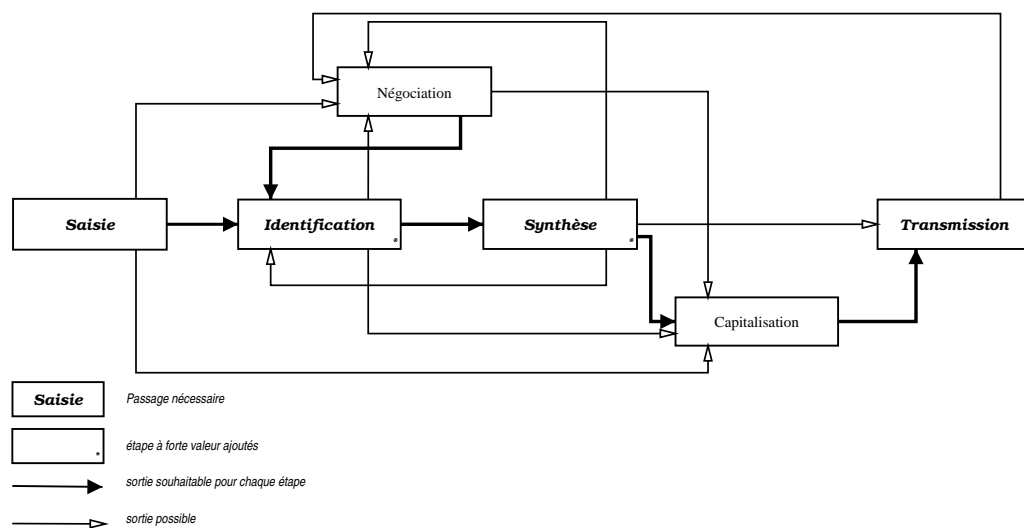 Négociation
Saisie
Identification
*
Synthèse
*
Transmission
Capitalisation
Saisie
Passage nécessaire
*
étape à forte valeur ajoutés
sortie souhaitable pour chaque étape
sortie possible